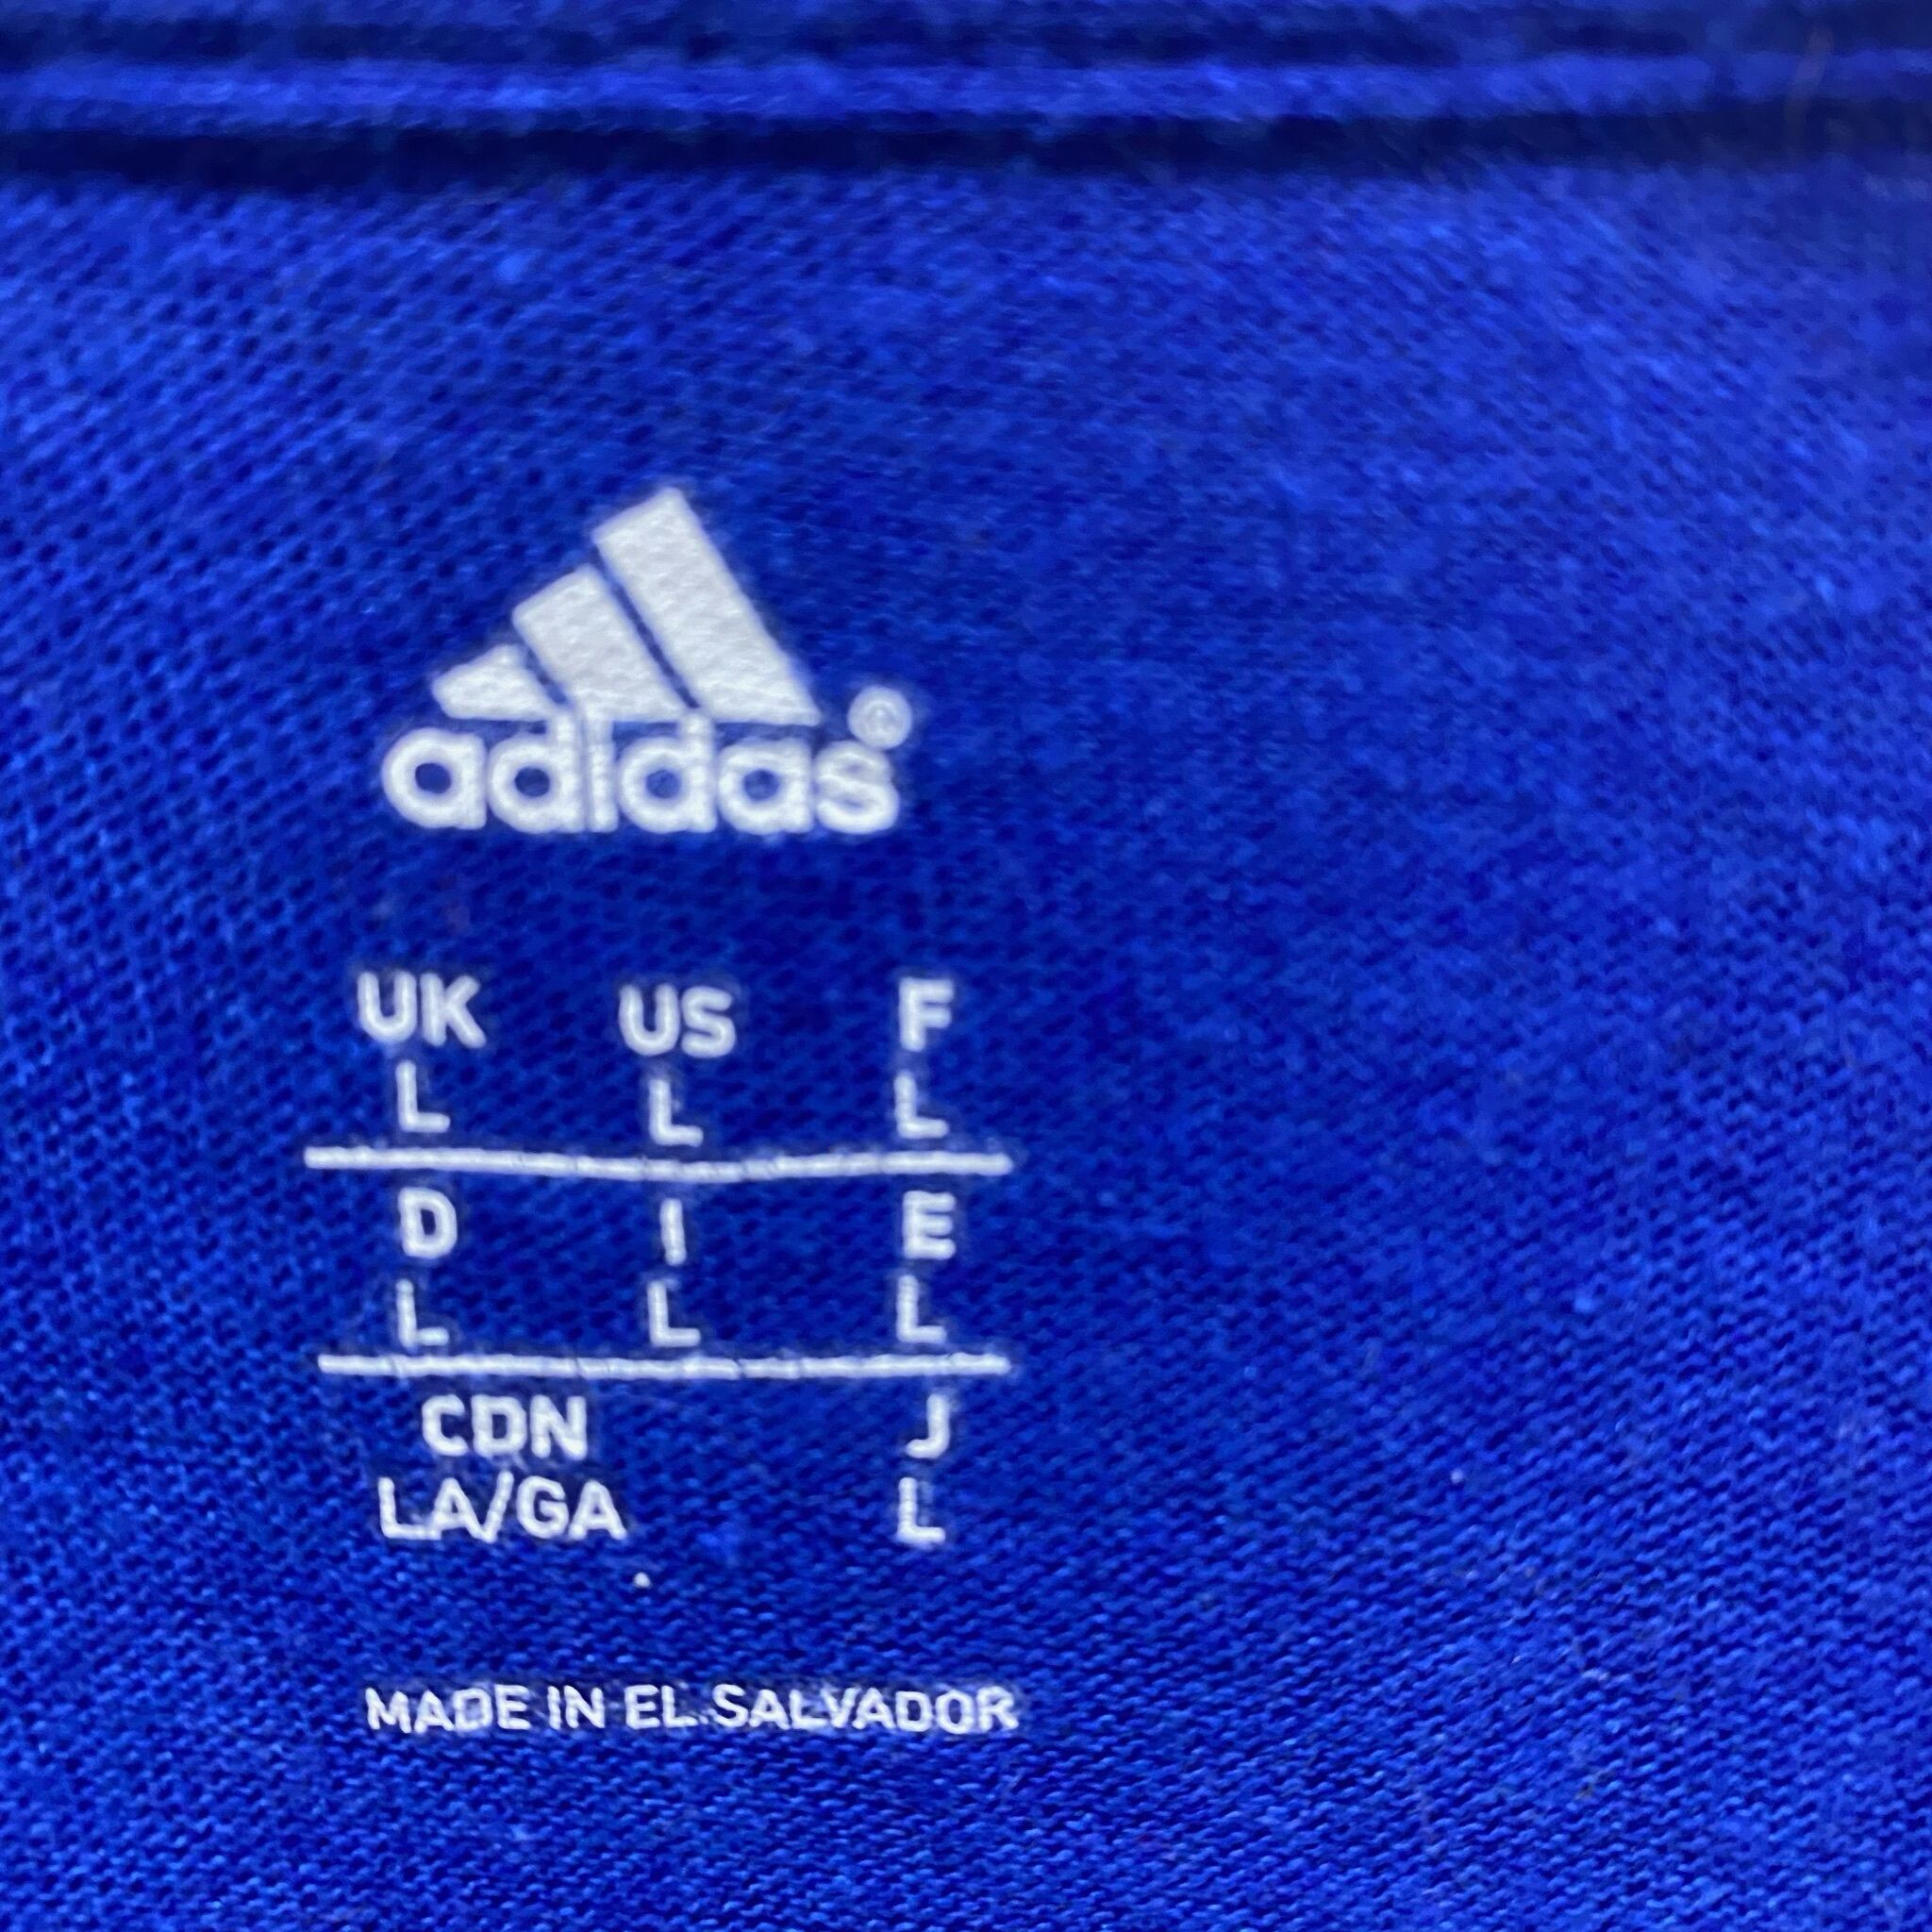 adidas®
UK US F
L L L
D I E
L L L
CDN J
LA/GA L
MADE IN EL SALVADOR